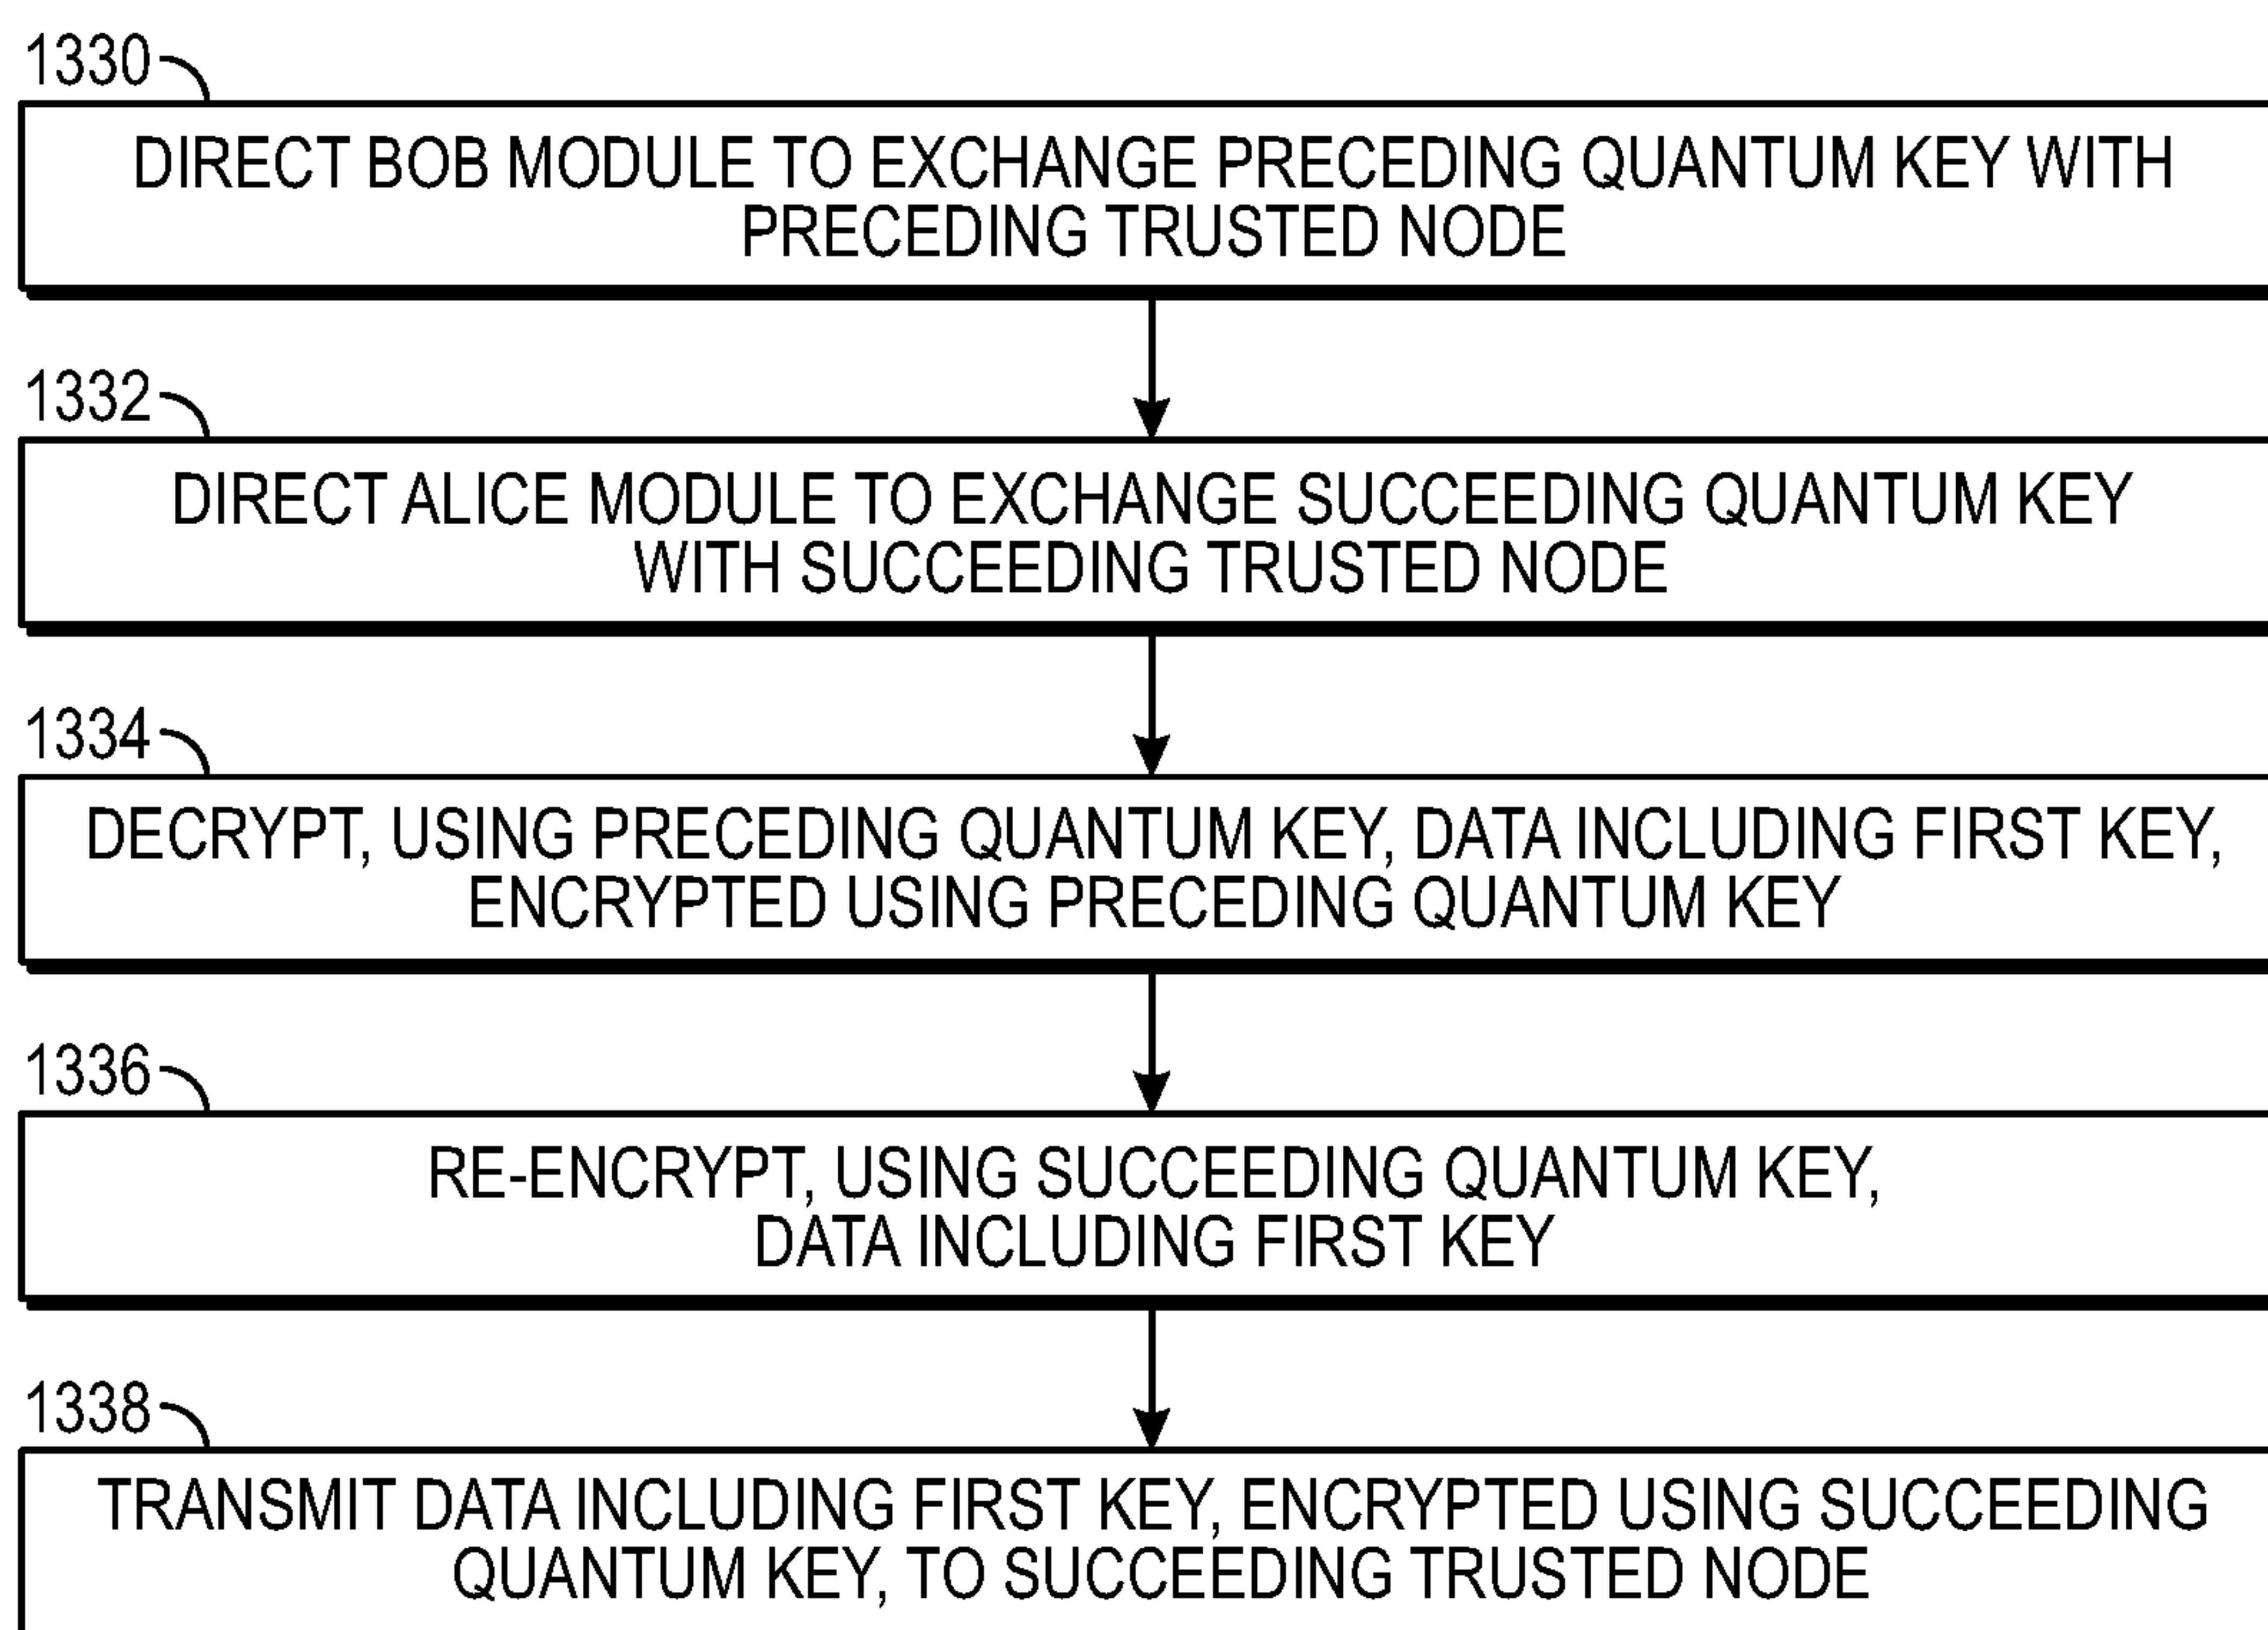 1330
DIRECT BOB MODULE TO EXCHANGE PRECEDING QUANTUM KEY WITH
PRECEDING TRUSTED NODE
1332
DIRECT ALICE MODULE TO EXCHANGE SUCCEEDING QUANTUM KEY
WITH SUCCEEDING TRUSTED NODE
1334
DECRYPT, USING PRECEDING QUANTUM KEY, DATA INCLUDING FIRST KEY,
ENCRYPTED USING PRECEDING QUANTUM KEY
1336
RE-ENCRYPT, USING SUCCEEDING QUANTUM KEY,
DATA INCLUDING FIRST KEY
1338
TRANSMIT DATA INCLUDING FIRST KEY, ENCRYPTED USING SUCCEEDING
QUANTUM KEY, TO SUCCEEDING TRUSTED NODE